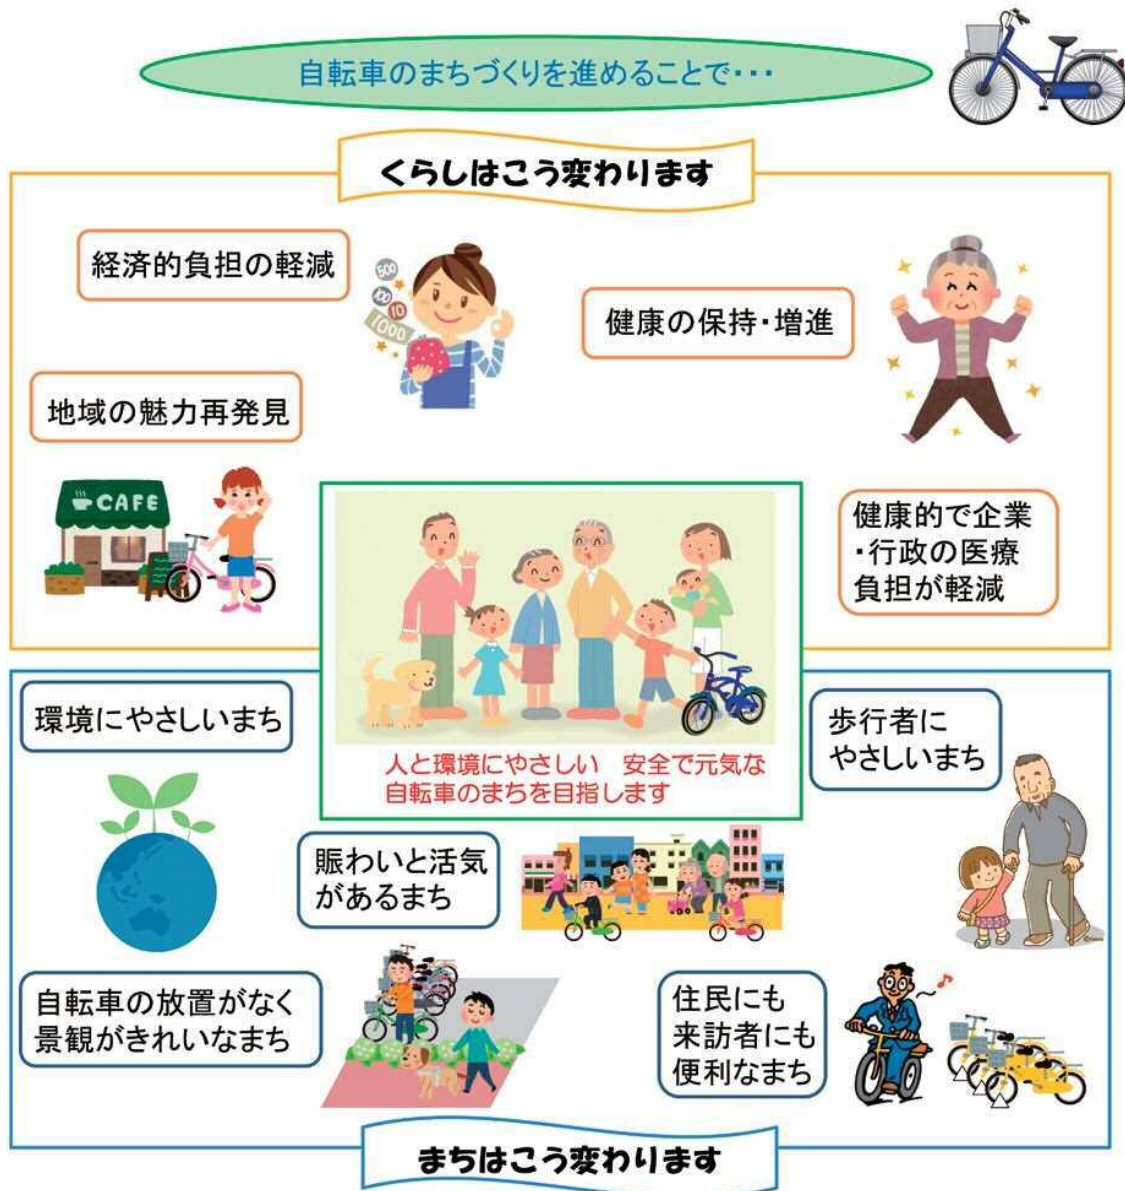 自転車のまちづくりを進めることで･･･
くらしはこう変わります
経済的負担の軽減
500
100
10
1000
健康の保持･増進
地域の魅力再発見
CAFE
健康的で企業
･行政の医療
負担が軽減
人と環境にやさしい　安全で元気な
自転車のまちを目指します
環境にやさしいまち
歩行者に
やさしいまち
賑わいと活気
があるまち
自転車の放置がなく
景観がきれいなまち
住民にも
来訪者にも
便利なまち
まちはこう変わります